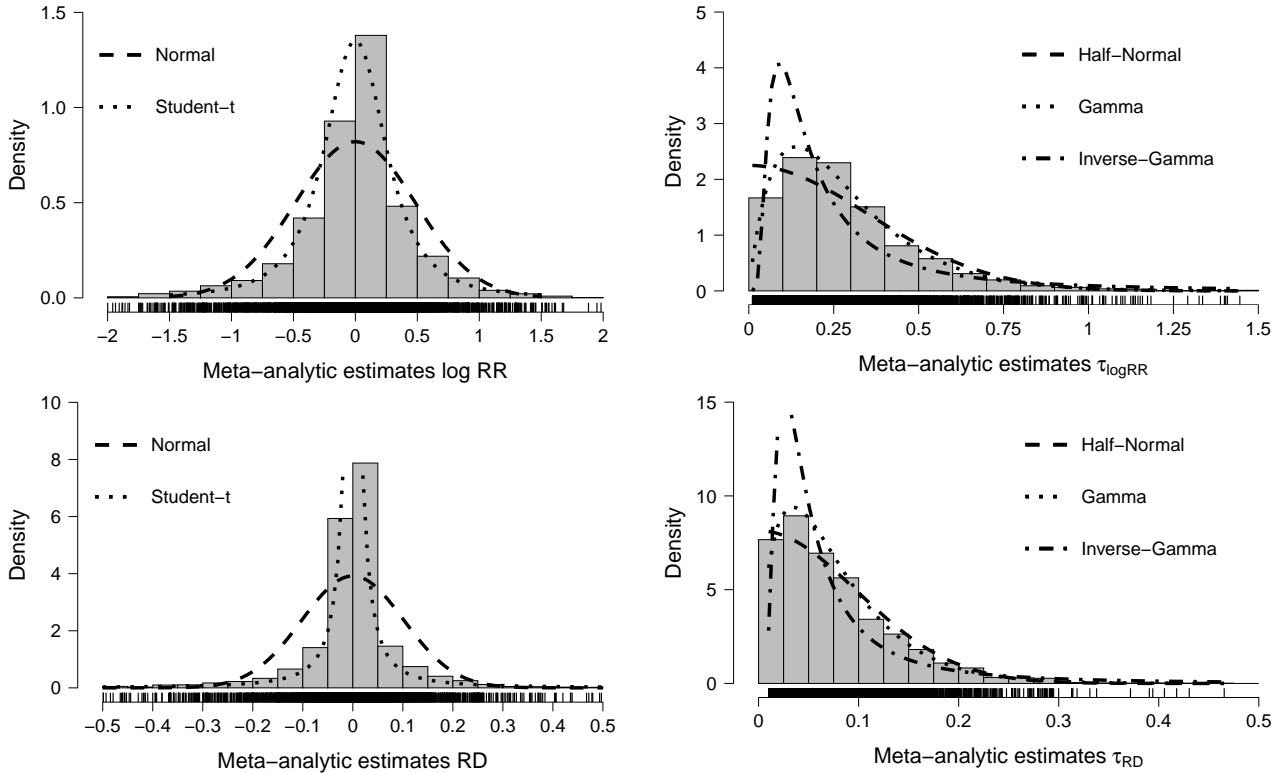 1.5
1.0
0.5
0.0
Density
Normal
Student−t
−2 −1.5 −1 −0.5 0 0.5 1 1.5 2
Meta−analytic estimates log RR
5
4
3
2
1
0
Density
Half−Normal
Gamma
Inverse−Gamma
0 0.25 0.5 0.75 1 1.25 1.5
Meta−analytic estimates τlogRR
10
8
6
4
2
0
Density
Normal
Student−t
−0.5 −0.4 −0.3 −0.2 −0.1 0 0.1 0.2 0.3 0.4 0.5
Meta−analytic estimates RD
15
10
5
0
Density
Half−Normal
Gamma
Inverse−Gamma
0 0.1 0.2 0.3 0.4 0.5
Meta−analytic estimates τRD